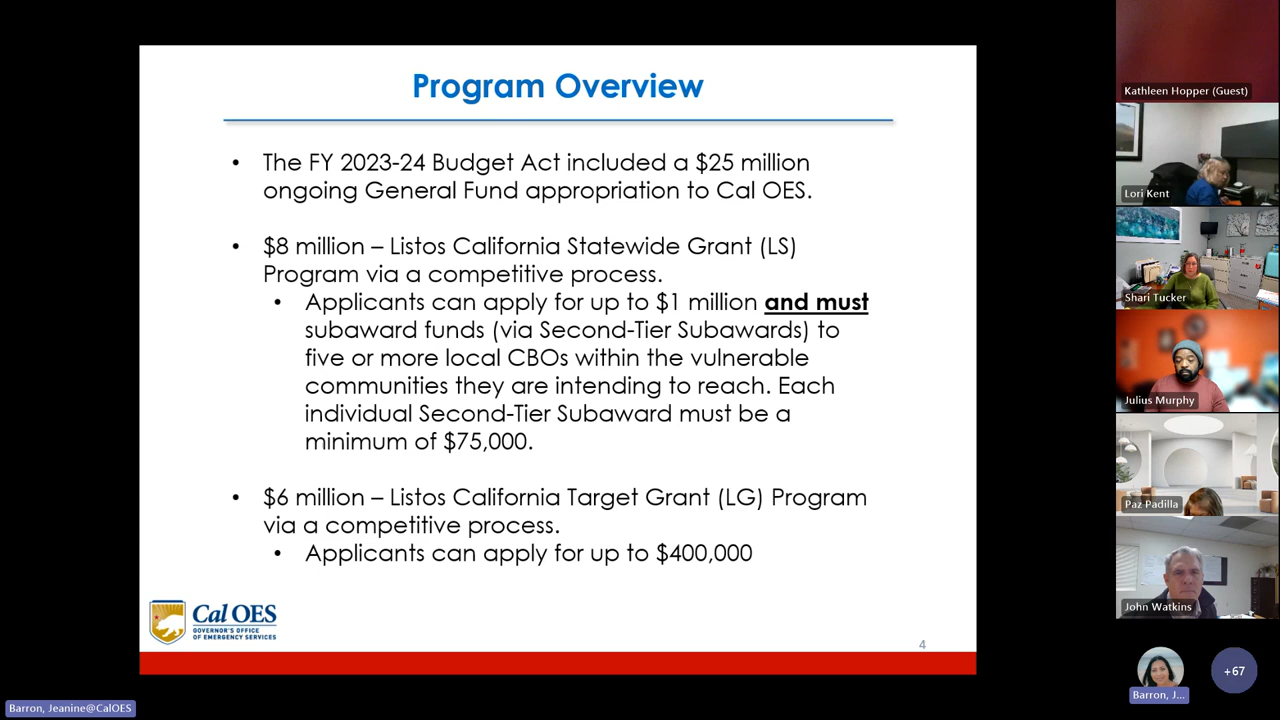 Program Overview
• The FY 2023-24 Budget Act included a $25 million
ongoing General Fund appropriation to Cal OES.
• $8 million – Listos California Statewide Grant (LS)
Program via a competitive process.
• Applicants can apply for up to $1 million and must
subaward funds (via Second-Tier Subawards) to
five or more local CBOs within the vulnerable
communities they are intending to reach. Each
individual Second-Tier Subaward must be a
minimum of $75,000.
• $6 million – Listos California Target Grant (LG) Program
via a competitive process.
• Applicants can apply for up to $400,000
Cal OES
GOVERNOR'S OFFICE
OF EMERGENCY SERVICES
4
Kathleen Hopper (Guest)
Lori Kent
Shari Tucker
Julius Murphy
Paz Padilla
John Watkins
Barron, J...
+67
Barron, Jeanine@CalOES